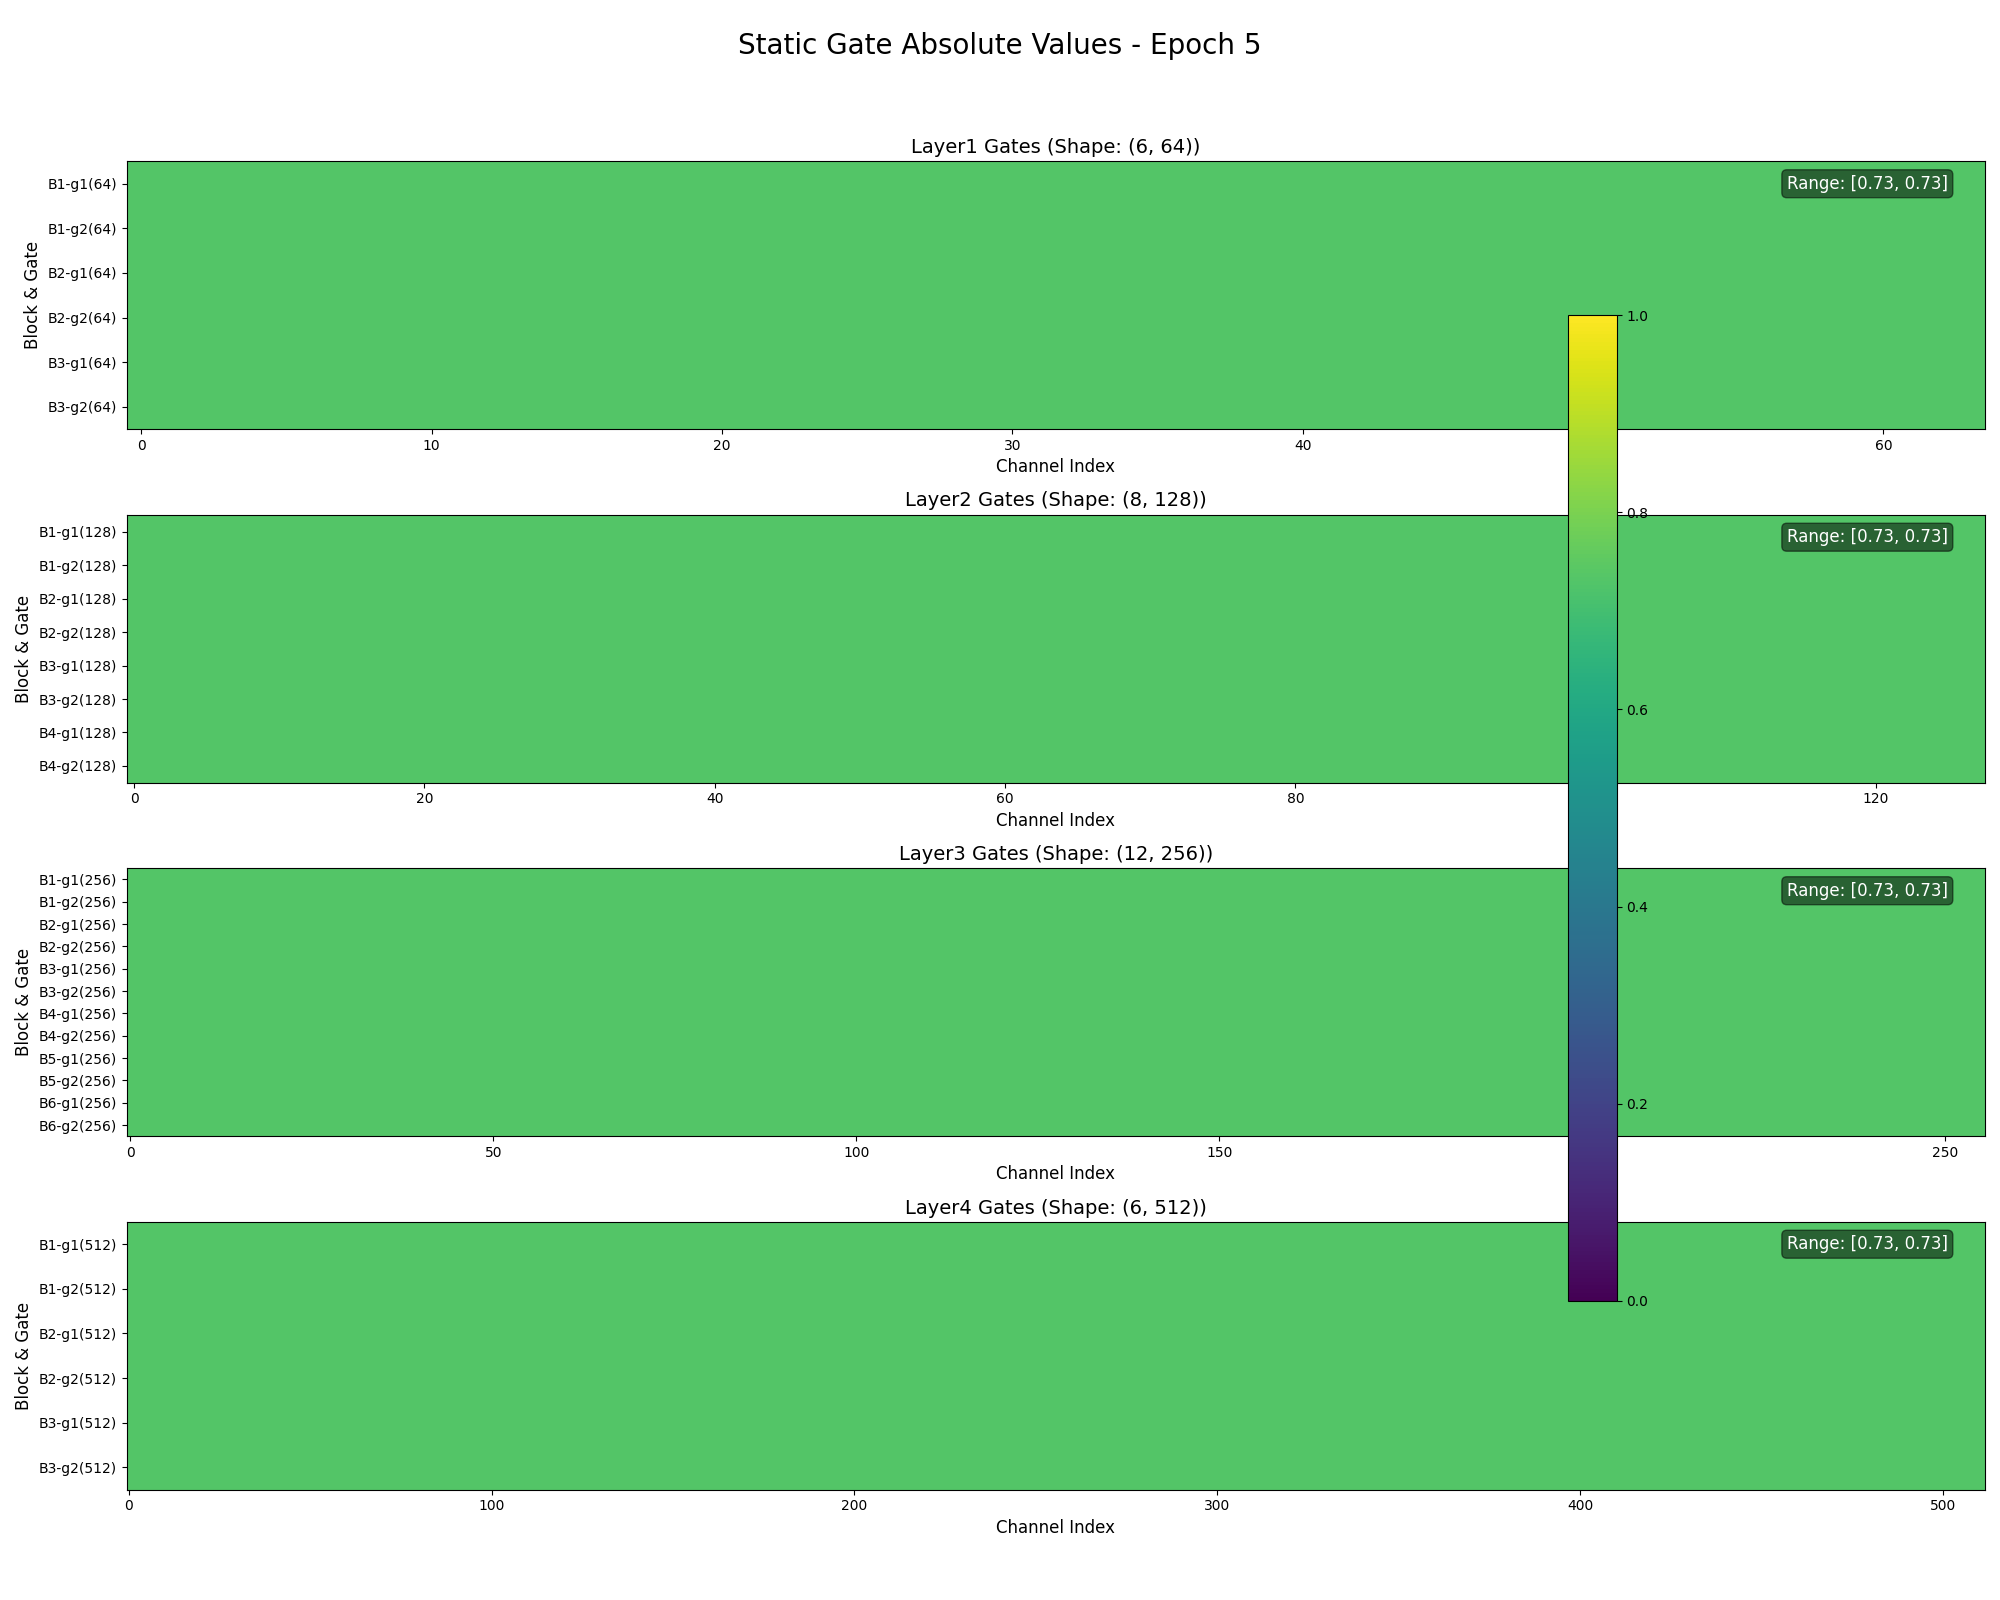 Static Gate Absolute Values - Epoch 5
Layer1 Gates (Shape: (6, 64))
Block & Gate
B1-g1(64)
B1-g2(64)
B2-g1(64)
B2-g2(64)
B3-g1(64)
B3-g2(64)
Range: [0.73, 0.73]
0 10 20 30 40 60
Channel Index
Layer2 Gates (Shape: (8, 128))
Block & Gate
B1-g1(128)
B1-g2(128)
B2-g1(128)
B2-g2(128)
B3-g1(128)
B3-g2(128)
B4-g1(128)
B4-g2(128)
Range: [0.73, 0.73]
0 20 40 60 80 120
Channel Index
Layer3 Gates (Shape: (12, 256))
Block & Gate
B1-g1(256)
B1-g2(256)
B2-g1(256)
B2-g2(256)
B3-g1(256)
B3-g2(256)
B4-g1(256)
B4-g2(256)
B5-g1(256)
B5-g2(256)
B6-g1(256)
B6-g2(256)
Range: [0.73, 0.73]
0 50 100 150 250
Channel Index
Layer4 Gates (Shape: (6, 512))
Block & Gate
B1-g1(512)
B1-g2(512)
B2-g1(512)
B2-g2(512)
B3-g1(512)
B3-g2(512)
Range: [0.73, 0.73]
0 100 200 300 400 500
Channel Index
1.0
0.8
0.6
0.4
0.2
0.0